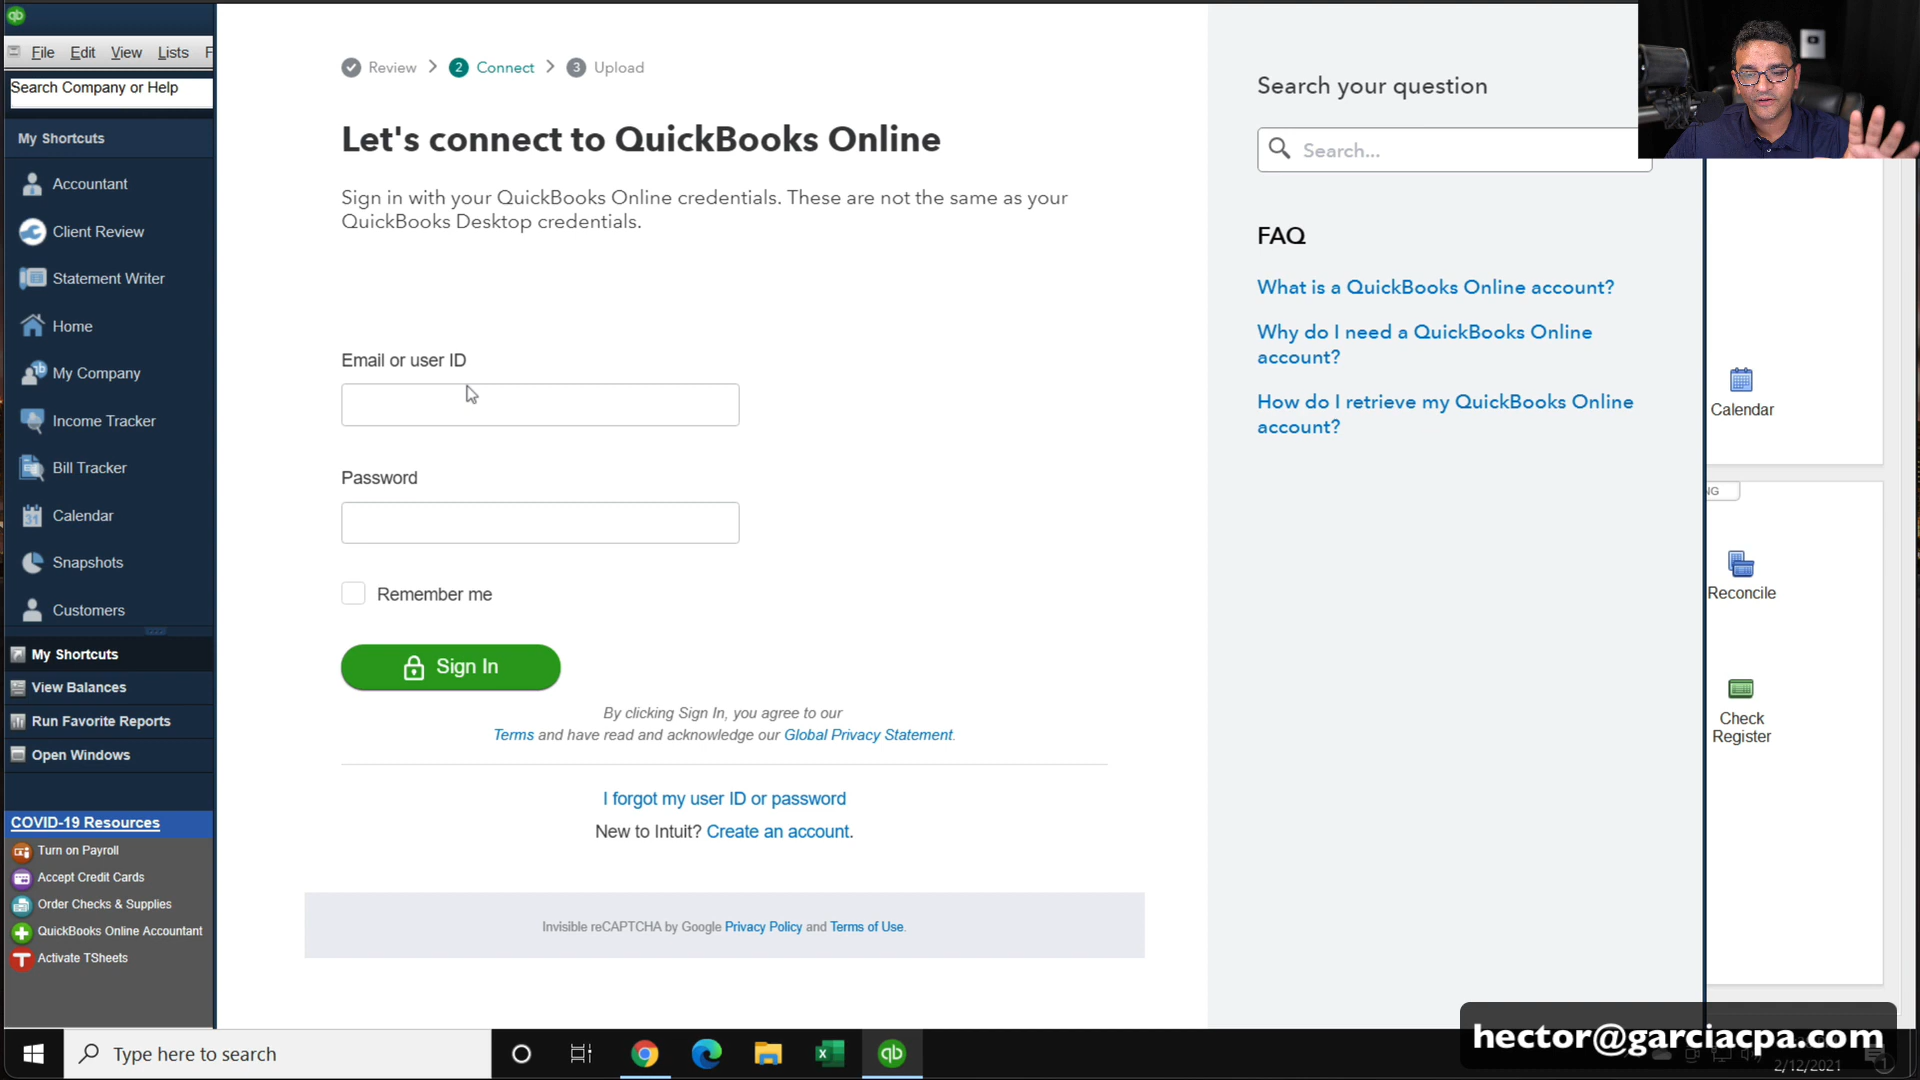 qb
File Edit View Lists F
Search Company or Help
My Shortcuts
Accountant
Client Review
Statement Writer
Home
My Company
Income Tracker
Bill Tracker
Calendar
Snapshots
Customers
My Shortcuts
View Balances
Run Favorite Reports
Open Windows
COVID-19 Resources
Turn on Payroll
Accept Credit Cards
Order Checks & Supplies
QuickBooks Online Accountant
Activate TSheets
Review > 2 Connect > 3 Upload
Let's connect to QuickBooks Online
Sign in with your QuickBooks Online credentials. These are not the same as your
QuickBooks Desktop credentials.
Email or user ID
Password
Remember me
Sign In
By clicking Sign In, you agree to our
Terms and have read and acknowledge our Global Privacy Statement.
I forgot my user ID or password
New to Intuit? Create an account.
Invisible reCAPTCHA by Google Privacy Policy and Terms of Use.
Search your question
Search...
FAQ
What is a QuickBooks Online account?
Why do I need a QuickBooks Online
account?
How do I retrieve my QuickBooks Online
account?
Calendar
NG
Reconcile
Check
Register
hector@garciacpa.com
Type here to search
qb
2/12/2021